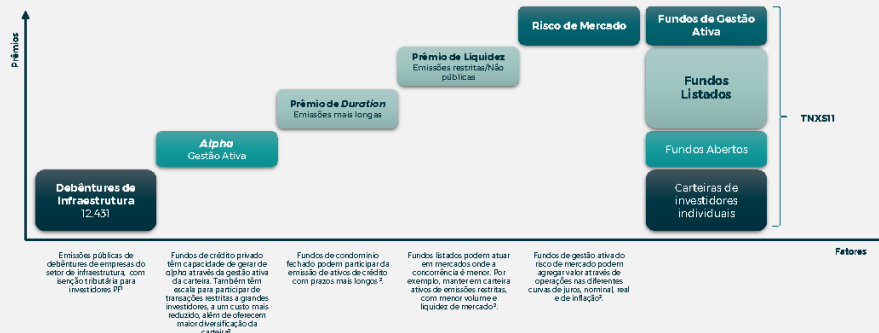 Prêmios
Risco de Mercado
Fundos de Gestão
Ativa
Prêmio de Liquidez
Emissões restritas/Não
públicas
Fundos
Listados
Prêmio de Duration
Emissões mais longas
TNXS11
Alpha
Gestão Ativa
Fundos Abertos
Debêntures de
Infraestrutura
12.431
Carteiras de
investidores
individuais
Fatores
Emissões públicas de
debêntures de empresas do
setor de infraestrutura, com
isenção tributária para
investidores PF¹
Fundos de crédito privado
têm capacidade de gerar de
alpha através da gestão ativa
da carteira. Também têm
escala para participar de
transações restritas a grandes
investidores, a um custo mais
reduzido, além de oferecem
maior diversificação da
carteira².
Fundos de condomínio
fechado podem participar da
emissão de ativos de crédito
com prazos mais longos ².
Fundos listados podem atuar
em mercados onde a
concorrência é menor. Por
exemplo, manter em carteira
ativos de emissões restritas,
com menor volume e
liquidez de mercado².
Fundos de gestão ativa do
risco de mercado podem
agregar valor através de
operações nas diferentes
curvas de juros, nominal, real
e de inflação².